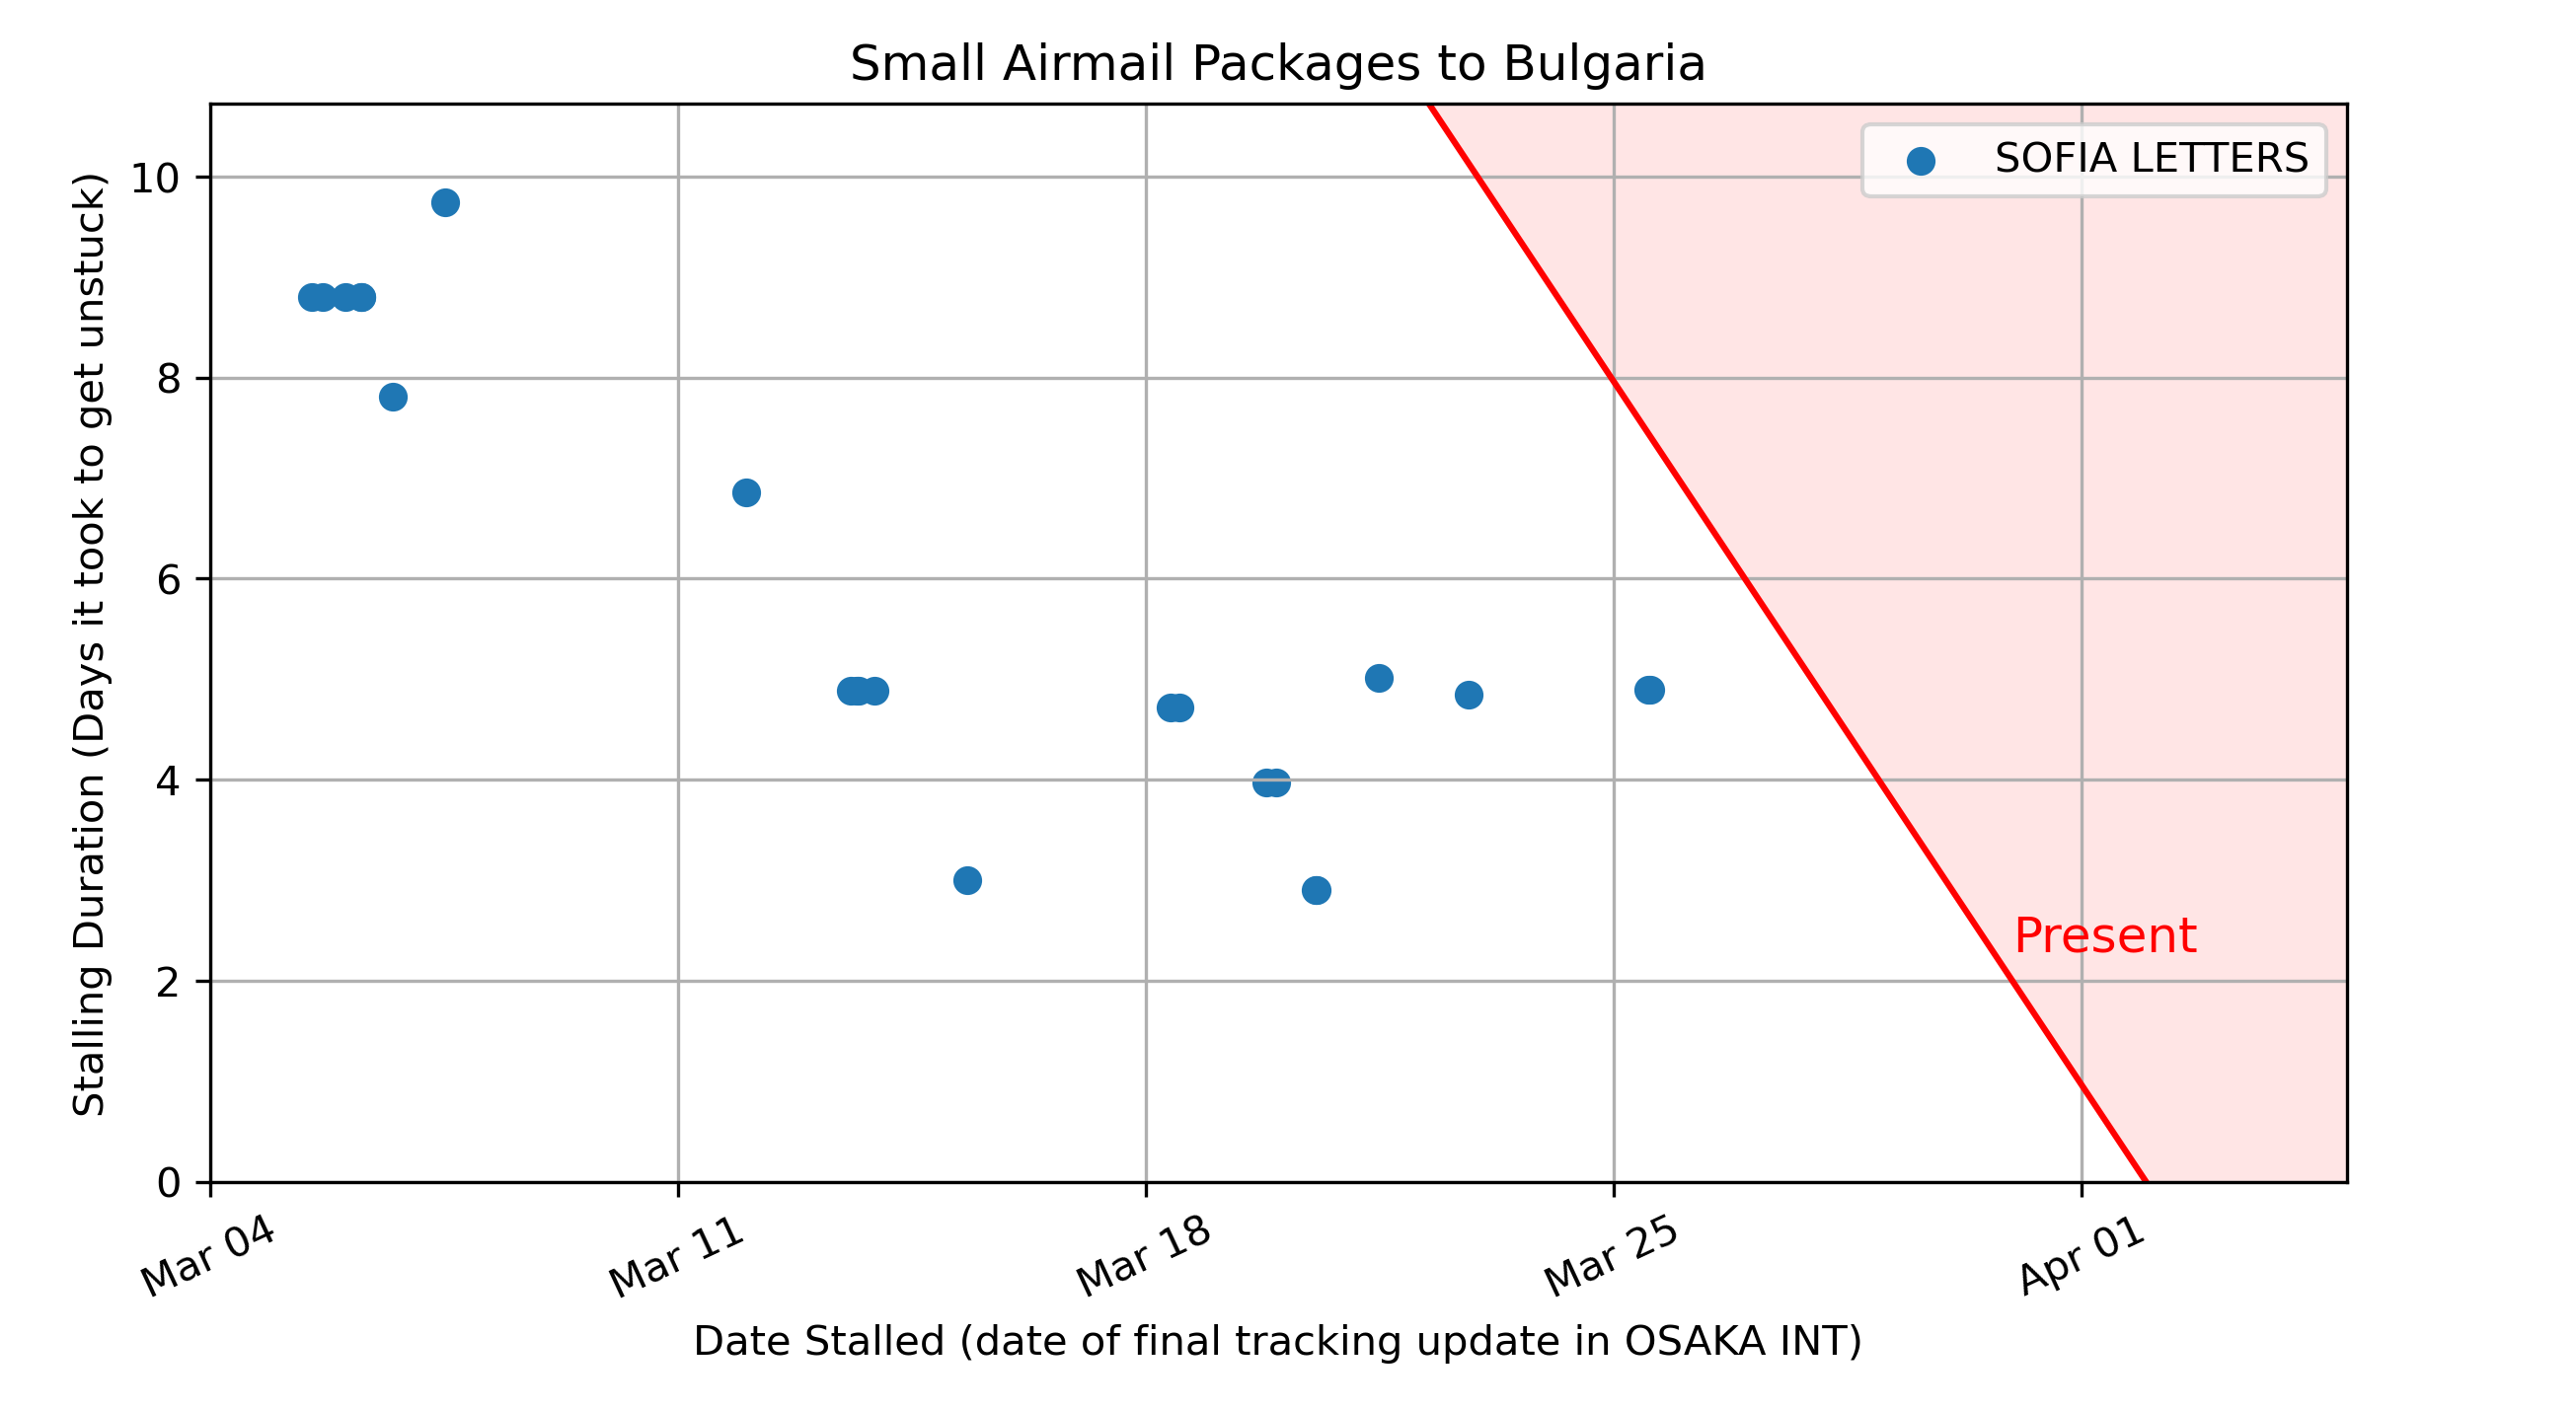 Small Airmail Packages to Bulgaria
Stalling Duration (Days it took to get unstuck)
10
8
6
4
2
0
SOFIA LETTERS
Present
Mar 04
Mar 11
Mar 18
Mar 25
Apr 01
Date Stalled (date of final tracking update in OSAKA INT)